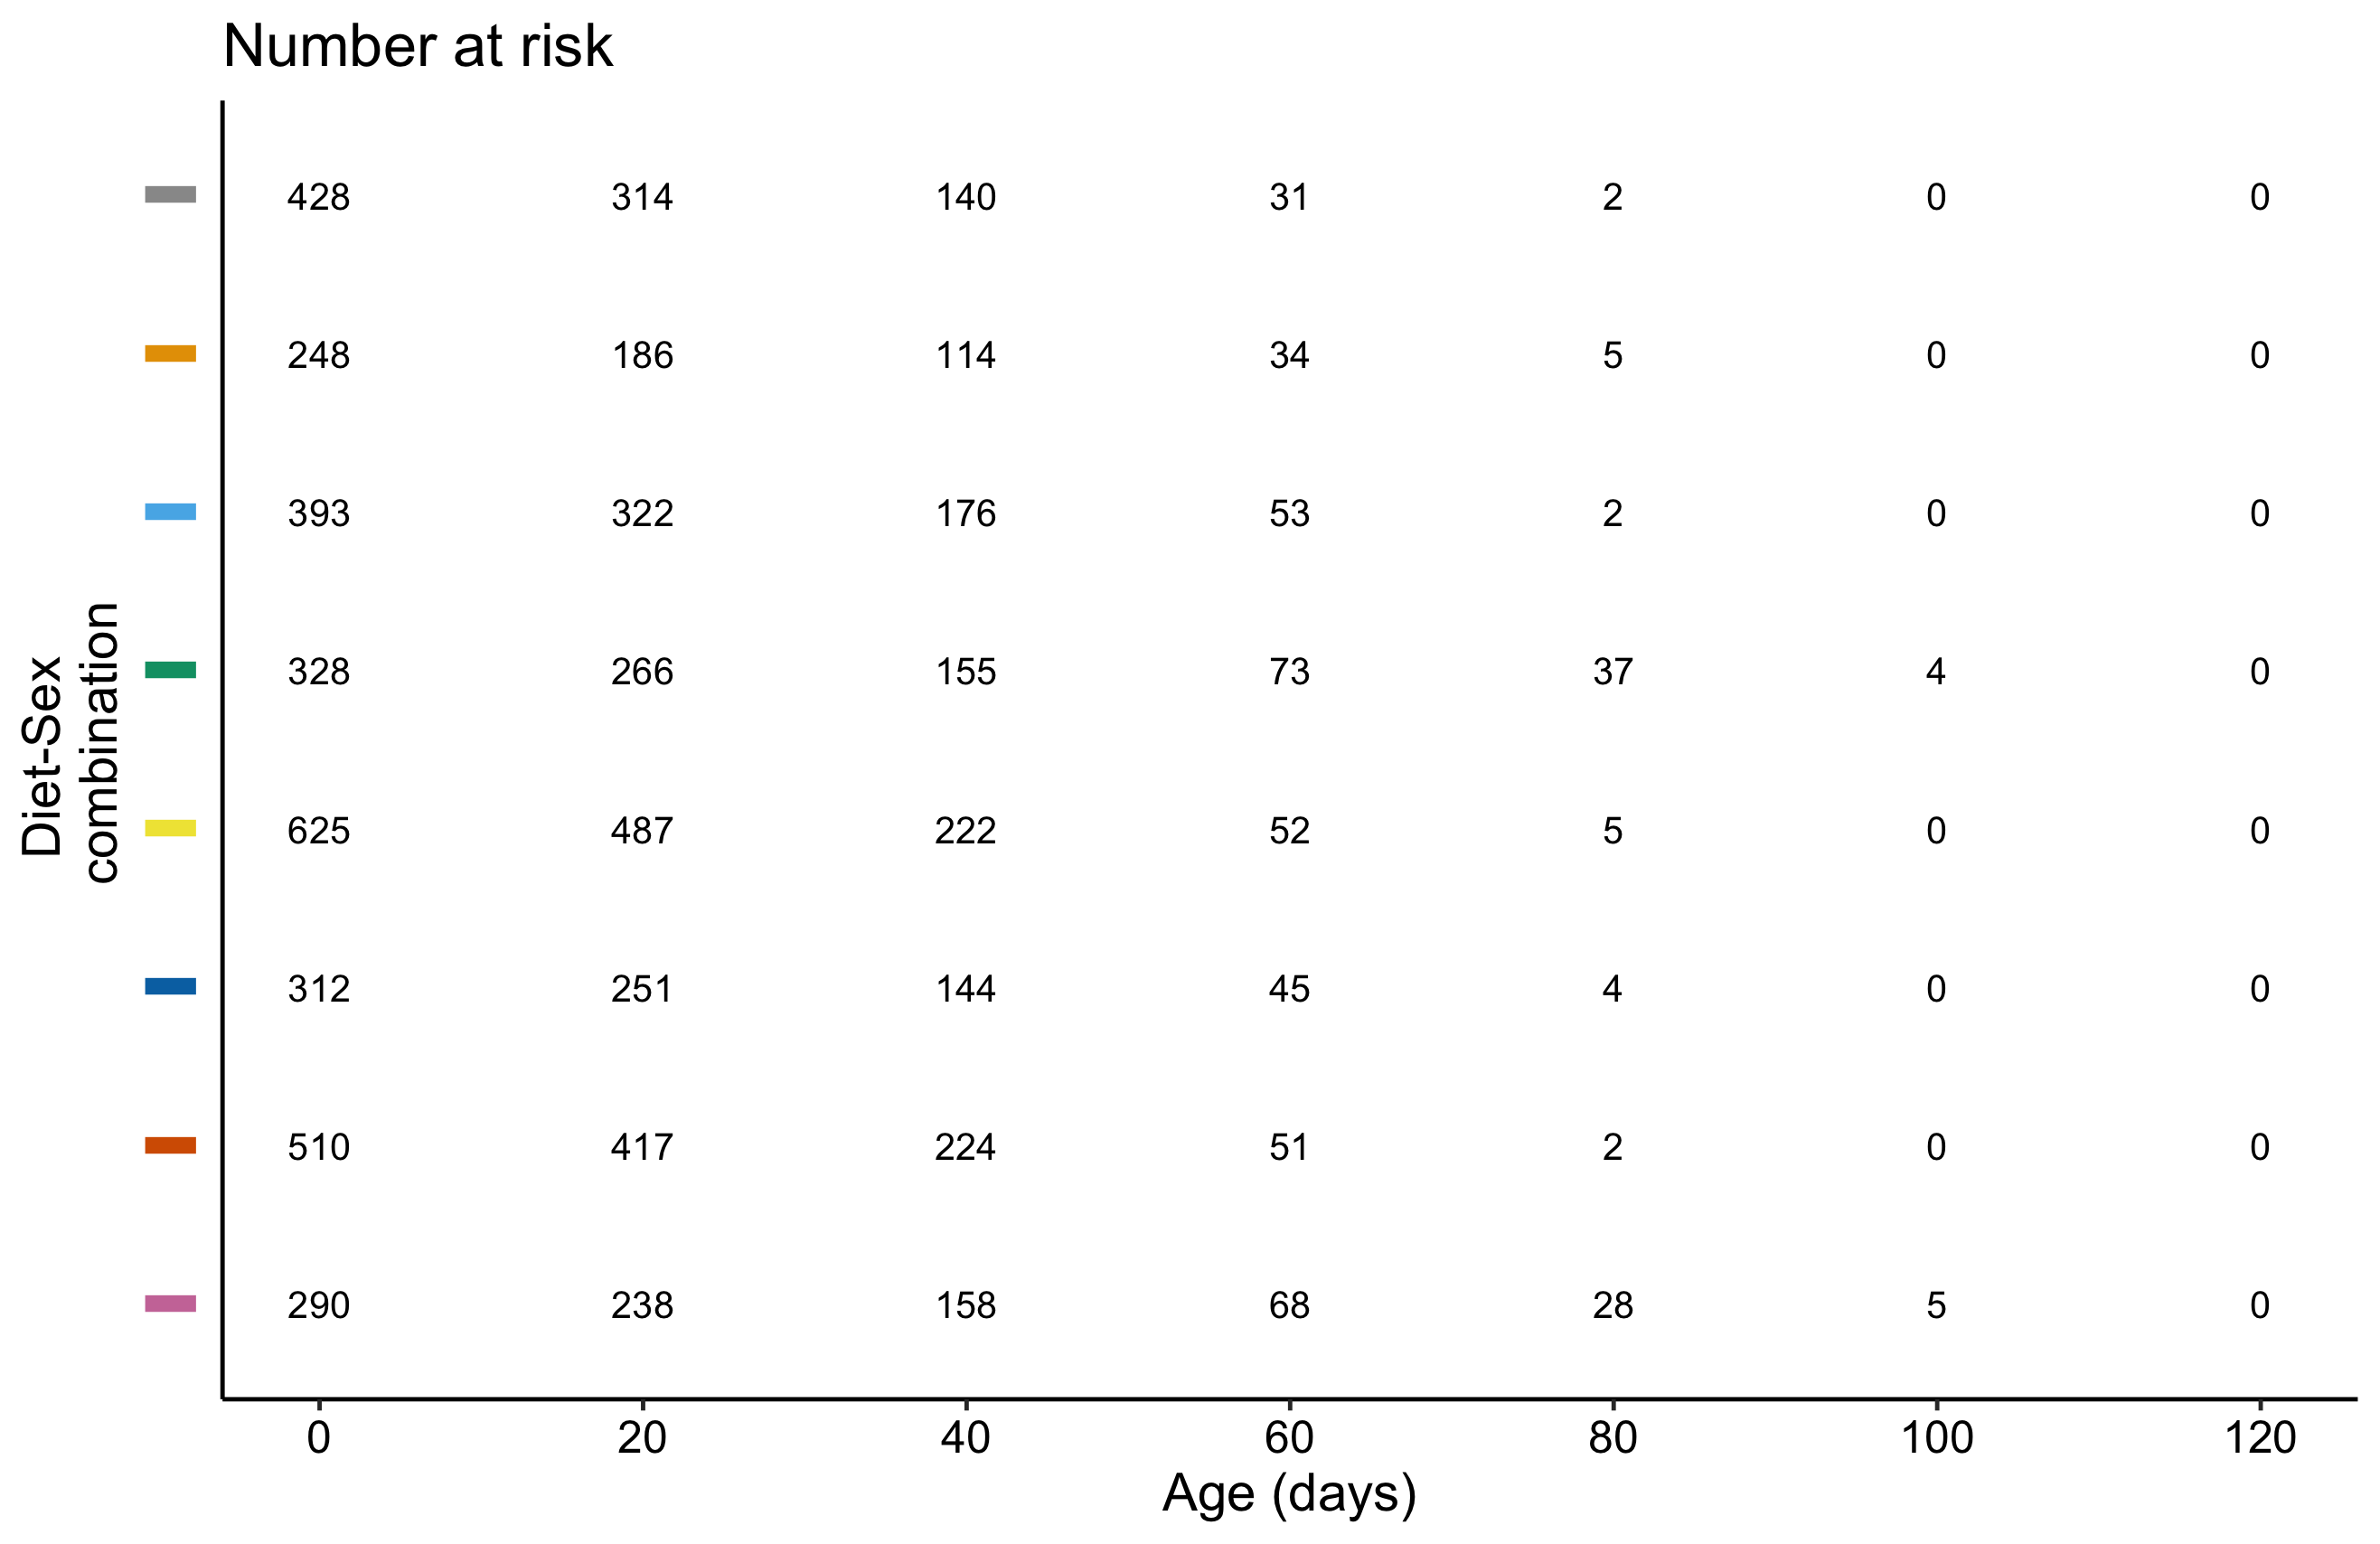 Number at risk
428 314 140 31 2 0 0
248 186 114 34 5 0 0
393 322 176 53 2 0 0
328 266 155 73 37 4 0
625 487 222 52 5 0 0
312 251 144 45 4 0 0
510 417 224 51 2 0 0
290 238 158 68 28 5 0
0 20 40 60 80 100 120
Age (days)
Diet-Sex
combination